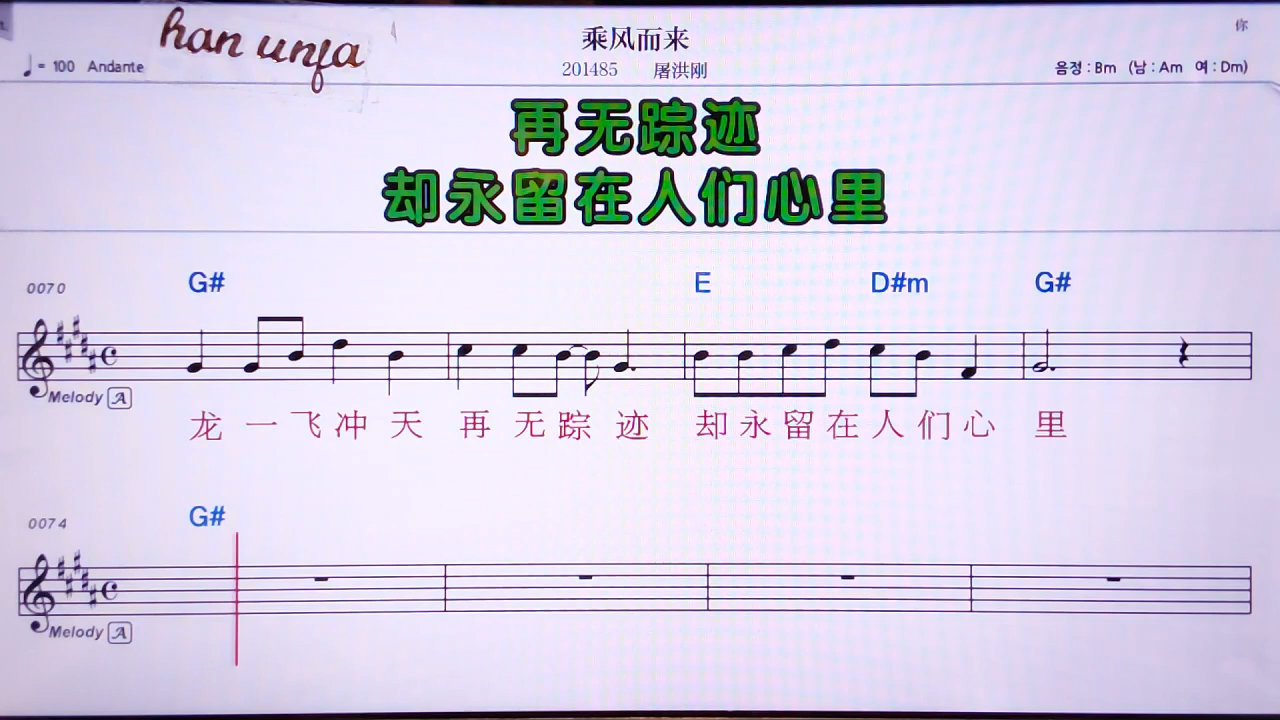 han unfa
乘风而来
你
♩= 100 Andante
201485 屠洪刚
음정 : Bm (남 : Am 여 : Dm)
再无踪迹
却永留在人们心里
0070 G# E D#m G#
Melody A
龙一飞冲天再无踪迹 却永留在人们心里
0074 G#
Melody A